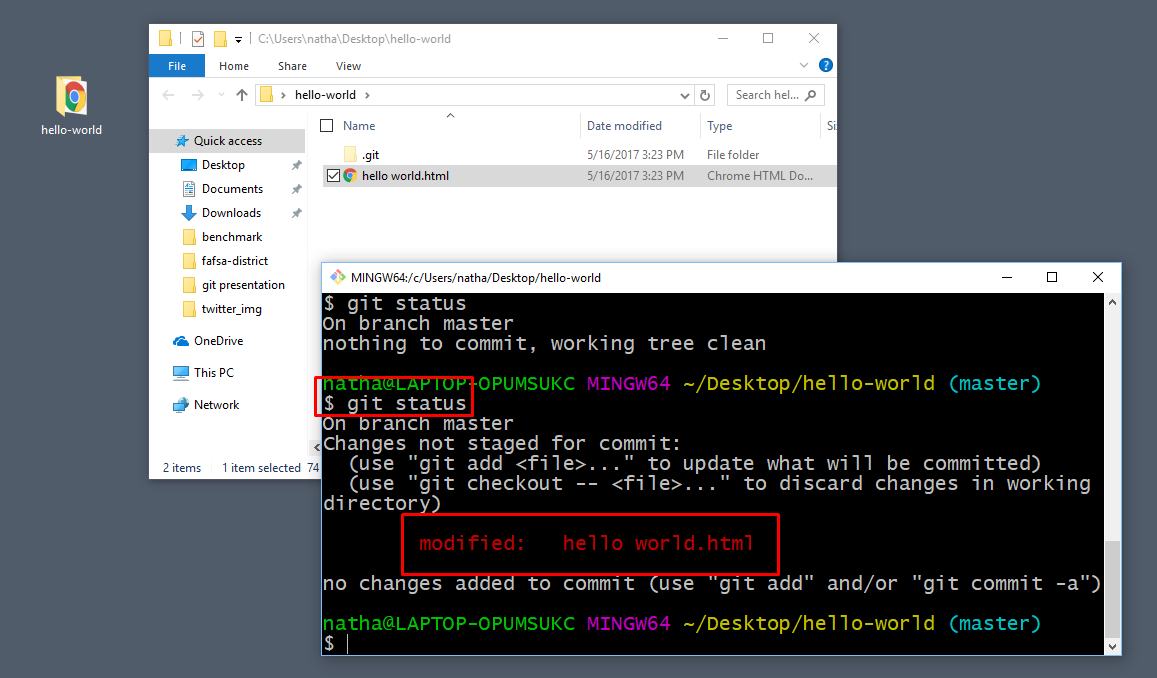 hello-world
C:\Users\natha\Desktop\hello-world
File Home Share View
hello-world
Search hel...
Name Date modified Type
.git 5/16/2017 3:23 PM File folder
hello world.html 5/16/2017 3:23 PM Chrome HTML Do...
Quick access
Desktop
Documents
Downloads
benchmark
fafsa-district
git presentation
twitter_img
OneDrive
This PC
Network
2 items 1 item selected 74
MINGW64:/c/Users/natha/Desktop/hello-world
$ git status
On branch master
nothing to commit, working tree clean
natha@LAPTOP-OPUMSUKC MINGW64 ~/Desktop/hello-world (master)
$ git status
On branch master
Changes not staged for commit:
(use "git add <file>..." to update what will be committed)
(use "git checkout -- <file>..." to discard changes in working
directory)
modified: hello world.html
no changes added to commit (use "git add" and/or "git commit -a")
natha@LAPTOP-OPUMSUKC MINGW64 ~/Desktop/hello-world (master)
$